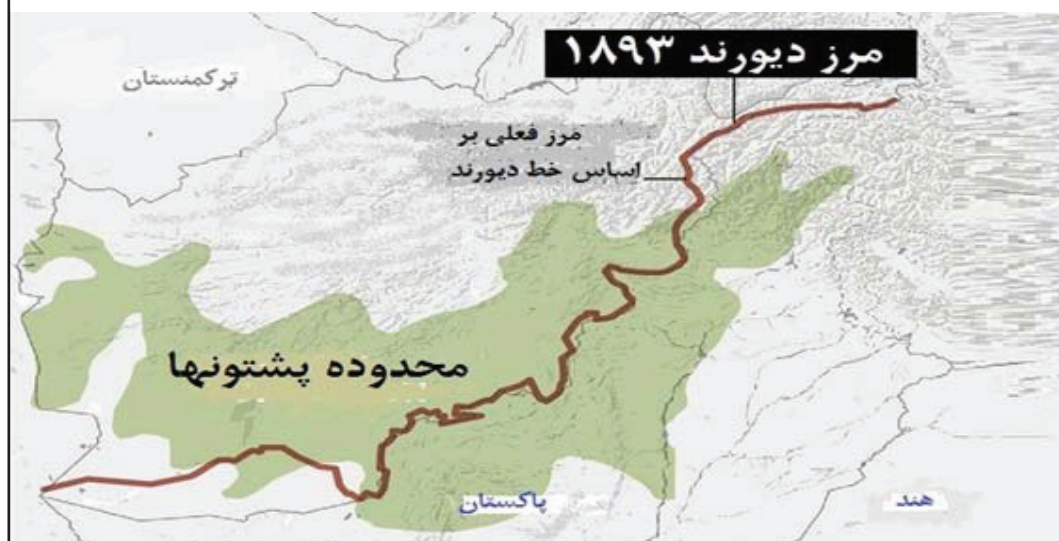 مرز دیورند ۱۸۹۳
ترکمنستان
مرز فعلی بر
اساس خط دیورند
محدوده پشتونها
پاکستان
هند